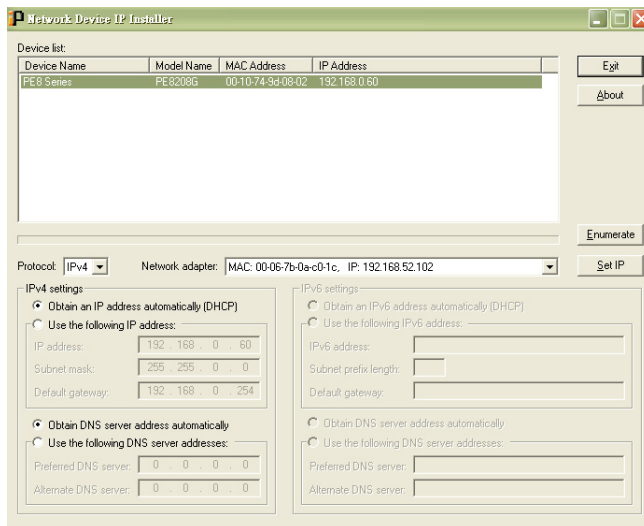 Network Device IP Installer
Device list:
Device Name Model Name MAC Address IP Address
PE8 Series PE8208G 00-10-74-9d-08-02 192.168.0.60
Exit
About
Enumerate
Protocol: IPv4 Network adapter: MAC: 00-06-7b-0a-c0-1c, IP: 192.168.52.102 Set IP
IPv4 settings
Obtain an IP address automatically (DHCP)
Use the following IP address:
IP address: 192 . 168 . 0 . 60
Subnet mask: 255 . 255 . 0 . 0
Default gateway: 192 . 168 . 0 . 254
Obtain DNS server address automatically
Use the following DNS server addresses:
Preferred DNS server: 0 . 0 . 0 . 0
Alternate DNS server: 0 . 0 . 0 . 0
IPv6 settings
Obtain an IPv6 address automatically (DHCP)
Use the following IPv6 address:
IPv6 address:
Subnet prefix length:
Default gateway:
Obtain DNS server address automatically
Use the following DNS server addresses:
Preferred DNS server:
Alternate DNS server: